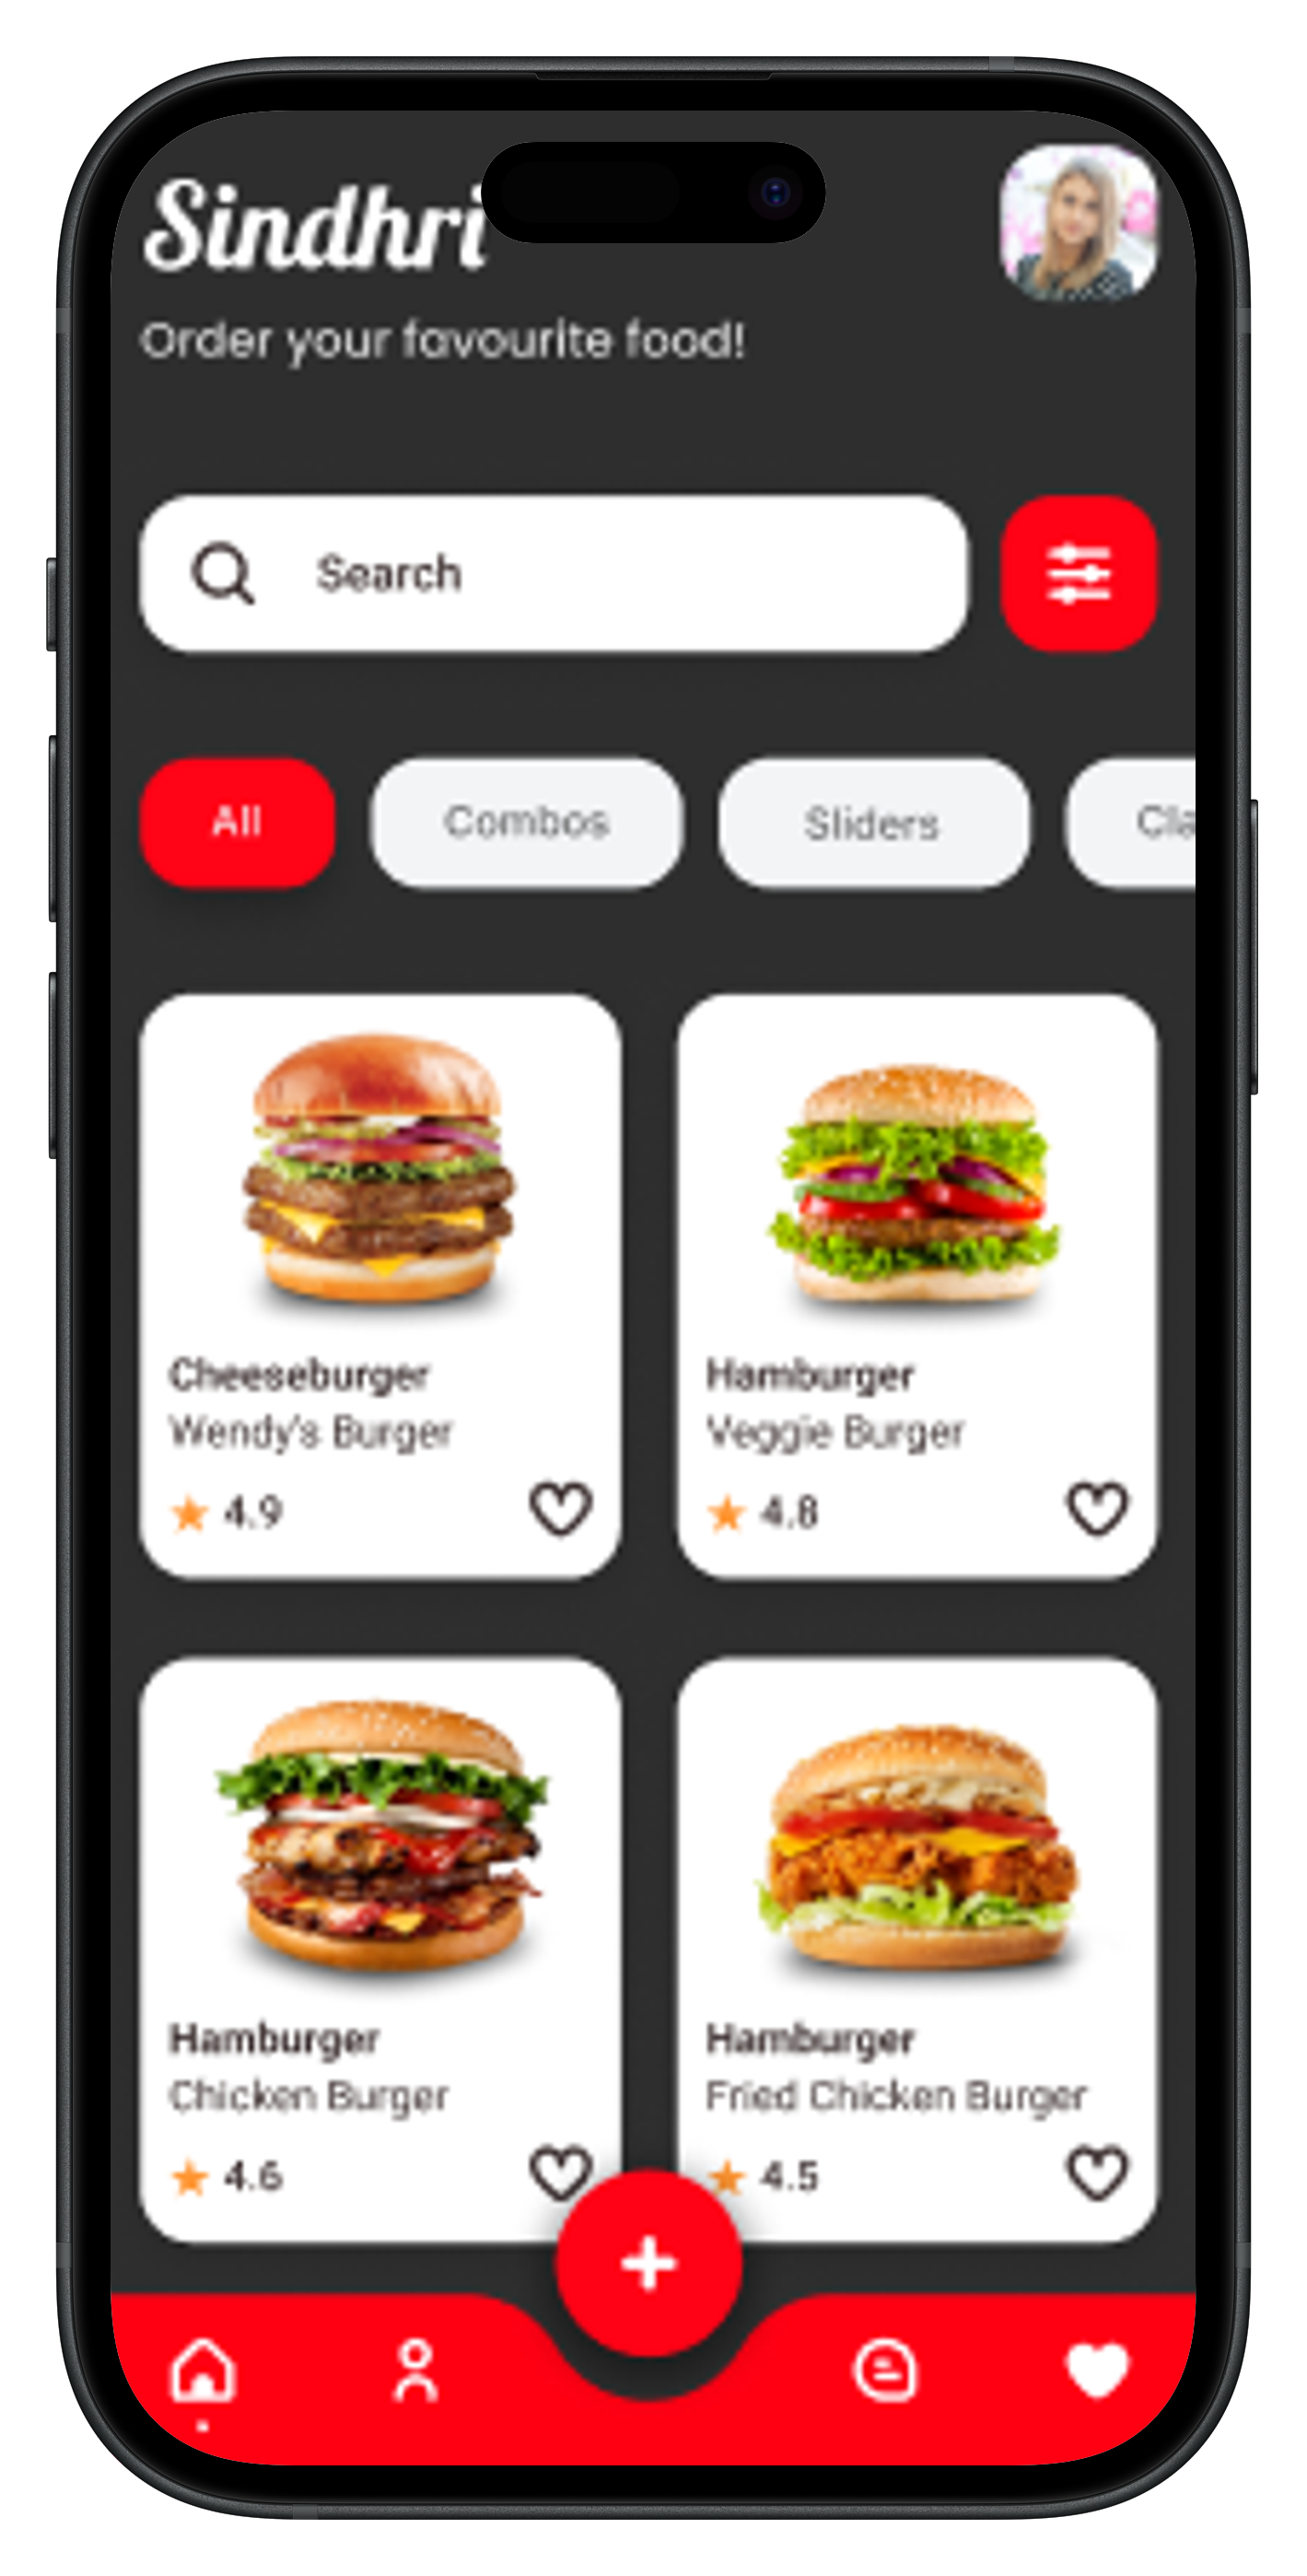 Sindhri
Order your favourite food!
Search
All
Combos
Sliders
Cla
Cheeseburger
Wendy's Burger
4.9
Hamburger
Veggie Burger
4.8
Hamburger
Chicken Burger
4.6
Hamburger
Fried Chicken Burger
4.5